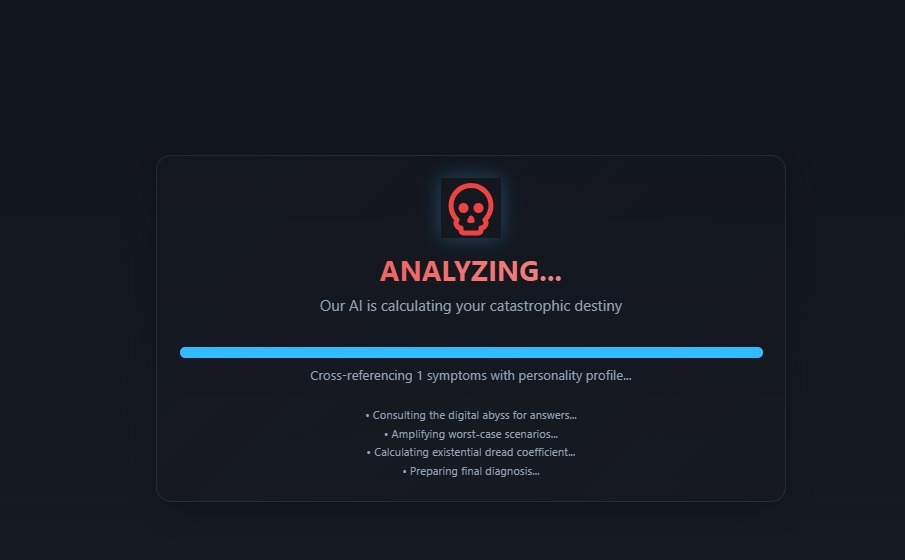 ANALYZING...
Our AI is calculating your catastrophic destiny
Cross-referencing 1 symptoms with personality profile...
• Consulting the digital abyss for answers...
• Amplifying worst-case scenarios...
• Calculating existential dread coefficient...
• Preparing final diagnosis...